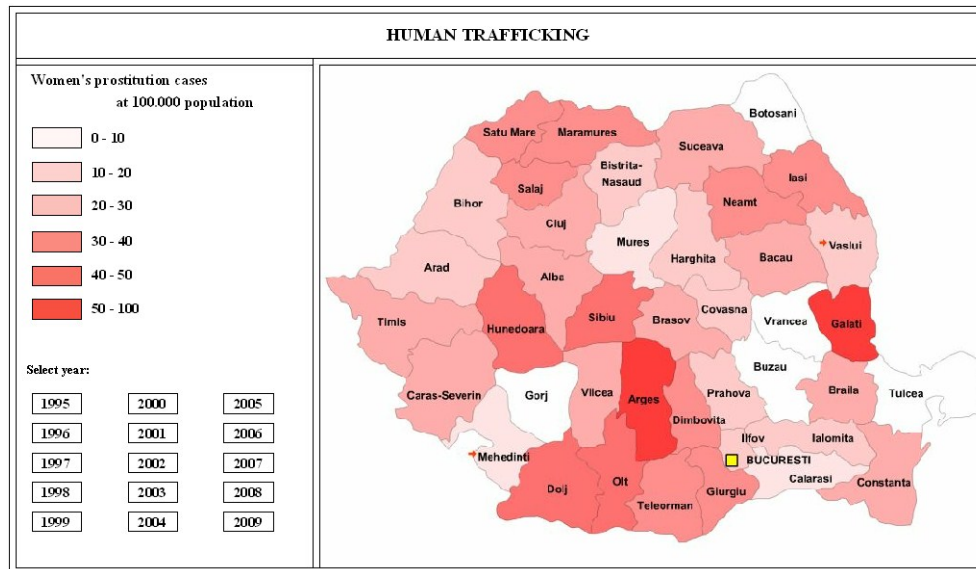 HUMAN TRAFFICKING
Women's prostitution cases
at 100.000 population
0 - 10
10 - 20
20 - 30
30 - 40
40 - 50
50 - 100
Select year:
1995 2000 2005
1996 2001 2006
1997 2002 2007
1998 2003 2008
1999 2004 2009
Botosani
Satu Mare Maramures
Suceava
Bistrita-
Nasaud
Iasi
Salaj
Neamt
Bihor
Cluj
Mures
Vaslui
Harghita Bacau
Arad
Alba
Covasna
Timis
Hunedoara Sibiu Brasov Vrancea Galati
Buzau
Caras-Severin Gorj Vilcea Arges Prahova Braila Tulcea
Dimbovita
Ilfov Ialomita
Mehedinti BUCURESTI
Calarasi Constanta
Dolj Olt Giurgiu
Teleorman